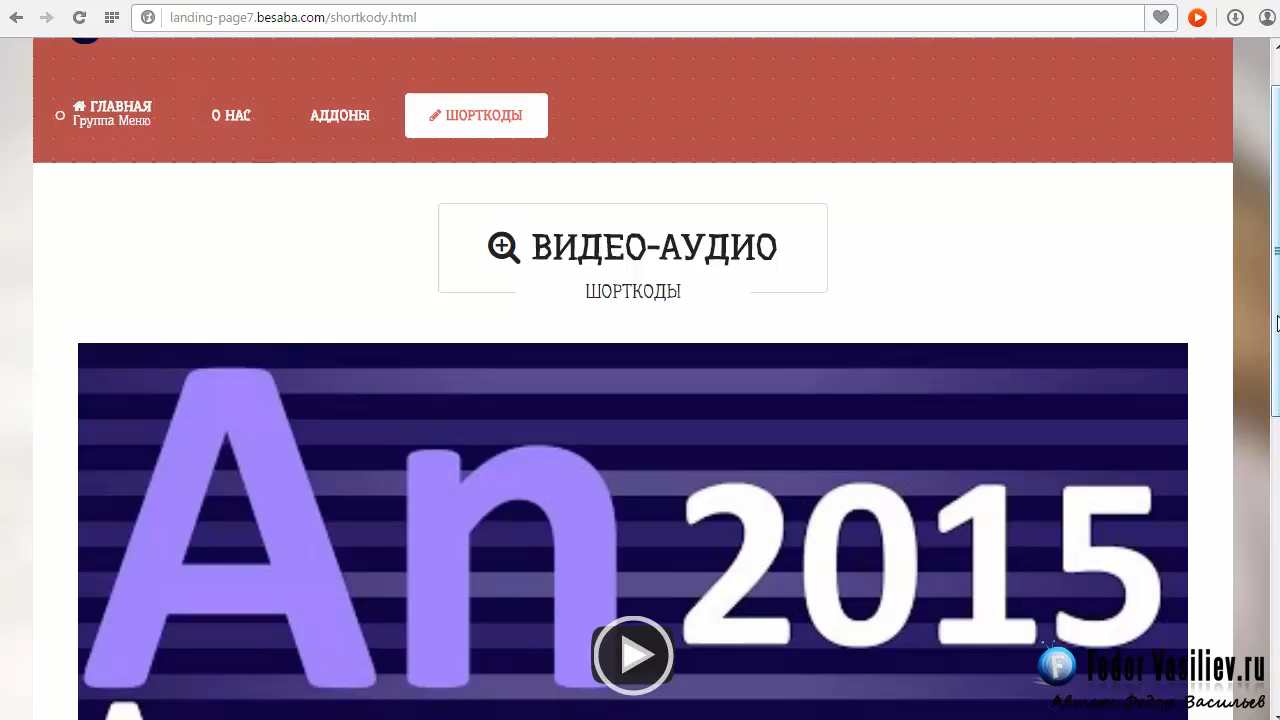 landing-page7.besaba.com/shortkody.html
ГЛАВНАЯ
Группа Меню
О НАС
АДДОНЫ
ШОРТКОДЫ
ВИДЕО-АУДИО
ШОРТКОДЫ
An 2015
Fedor Vasiliev.ru
Автор: Федор Васильев